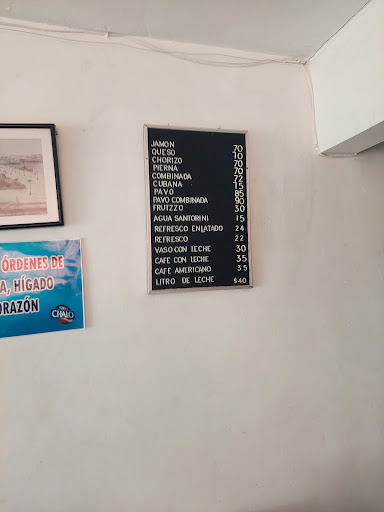 JAMON 70
QUESO 10
CHORIZO 70
PIERNA 70
COMBINADA 72
CUBANA 15
PAVO 85
PAVO COMBINADA 90
FRUTZZO 30
AGUA SANTORINI 15
REFRESCO ENLATADO 24
REFRESCO 22
VASO CON LECHE 30
CAFE CON LECHE 35
CAFE AMERICANO 35
LITRO DE LECHE $40
ÓRDENES DE
A, HÍGADO
ORAZÓN
CHALO